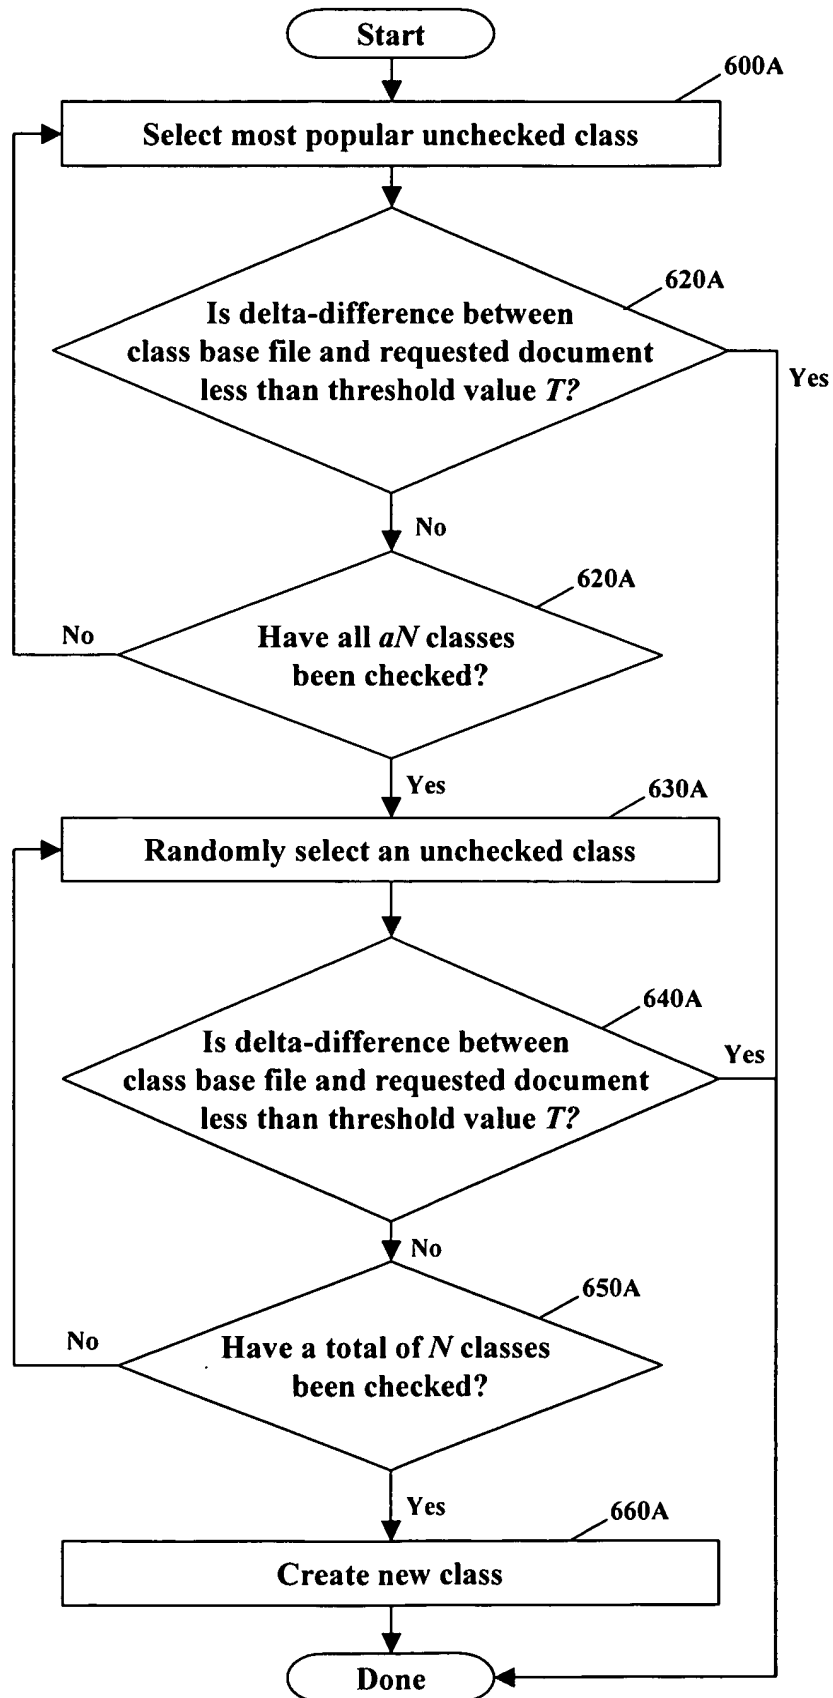 Start
600A
Select most popular unchecked class
620A
Is delta-difference between
class base file and requested document
less than threshold value T?
Yes
No
620A
No
Have all aN classes
been checked?
Yes
630A
Randomly select an unchecked class
640A
Is delta-difference between
class base file and requested document
less than threshold value T?
Yes
No
650A
No
Have a total of N classes
been checked?
Yes
660A
Create new class
Done